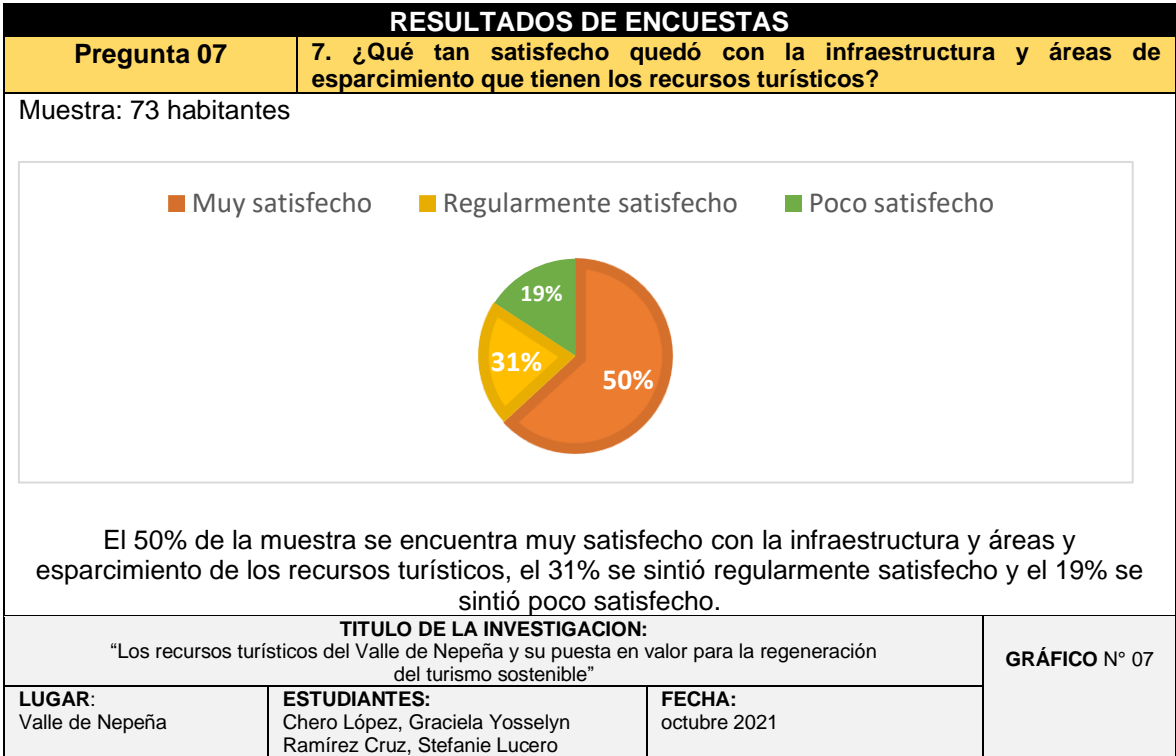 RESULTADOS DE ENCUESTAS
Pregunta 07
7. ¿Qué tan satisfecho quedó con la infraestructura y áreas de
esparcimiento que tienen los recursos turísticos?
Muestra: 73 habitantes
Muy satisfecho
Regularmente satisfecho
Poco satisfecho
19%
31%
50%
El 50% de la muestra se encuentra muy satisfecho con la infraestructura y áreas y
esparcimiento de los recursos turísticos, el 31% se sintió regularmente satisfecho y el 19% se
sintió poco satisfecho.
TITULO DE LA INVESTIGACION:
“Los recursos turísticos del Valle de Nepeña y su puesta en valor para la regeneración
del turismo sostenible”
GRÁFICO N° 07
LUGAR:
Valle de Nepeña
ESTUDIANTES:
Chero López, Graciela Yosselyn
Ramírez Cruz, Stefanie Lucero
FECHA:
octubre 2021